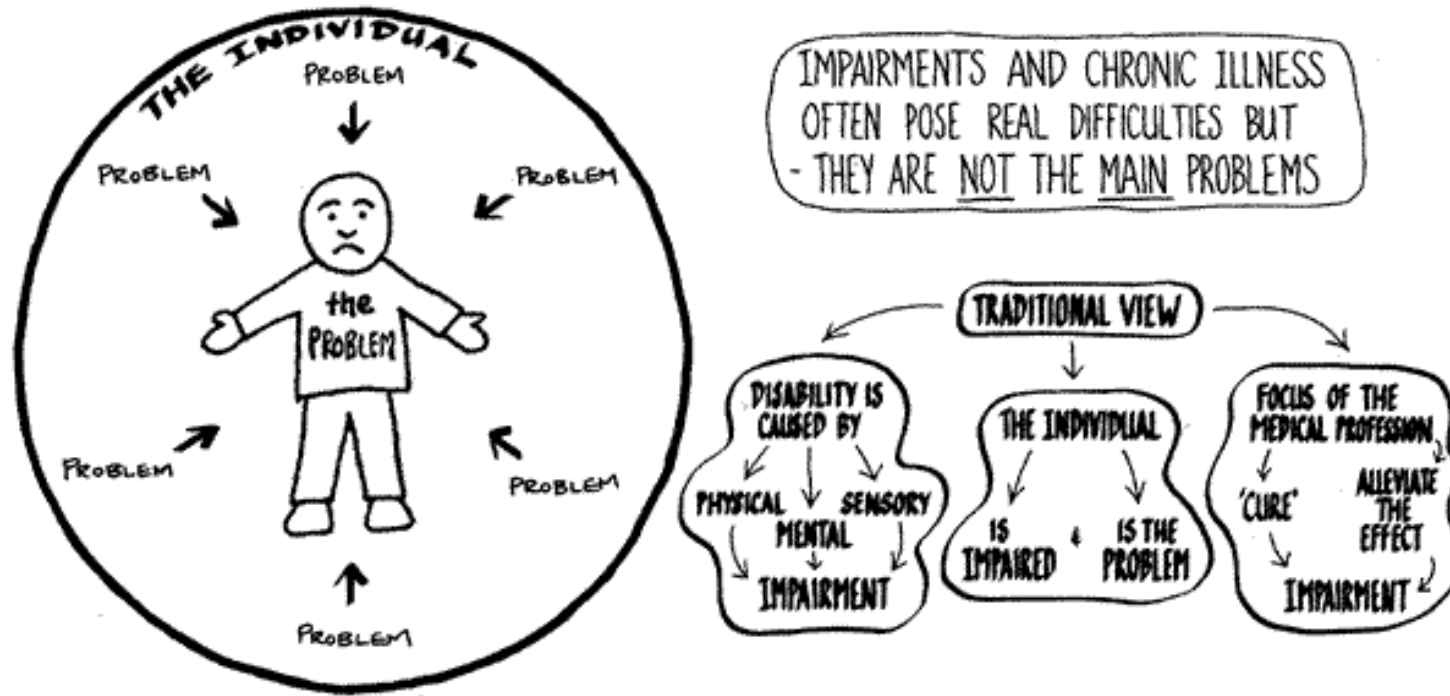 THE INDIVIDUAL
PROBLEM
PROBLEM
PROBLEM
the
PROBLEM
PROBLEM
PROBLEM
PROBLEM
IMPAIRMENTS AND CHRONIC ILLNESS
OFTEN POSE REAL DIFFICULTIES BUT
- THEY ARE NOT THE MAIN PROBLEMS
TRADITIONAL VIEW
DISABILITY IS
CAUSED BY
PHYSICAL
SENSORY
MENTAL
IMPAIRMENT
THE INDIVIDUAL
IS
IMPAIRED
&
IS THE
PROBLEM
FOCUS OF THE
MEDICAL PROFESSION
'CURE'
ALLEVIATE
THE
EFFECT
IMPAIRMENT